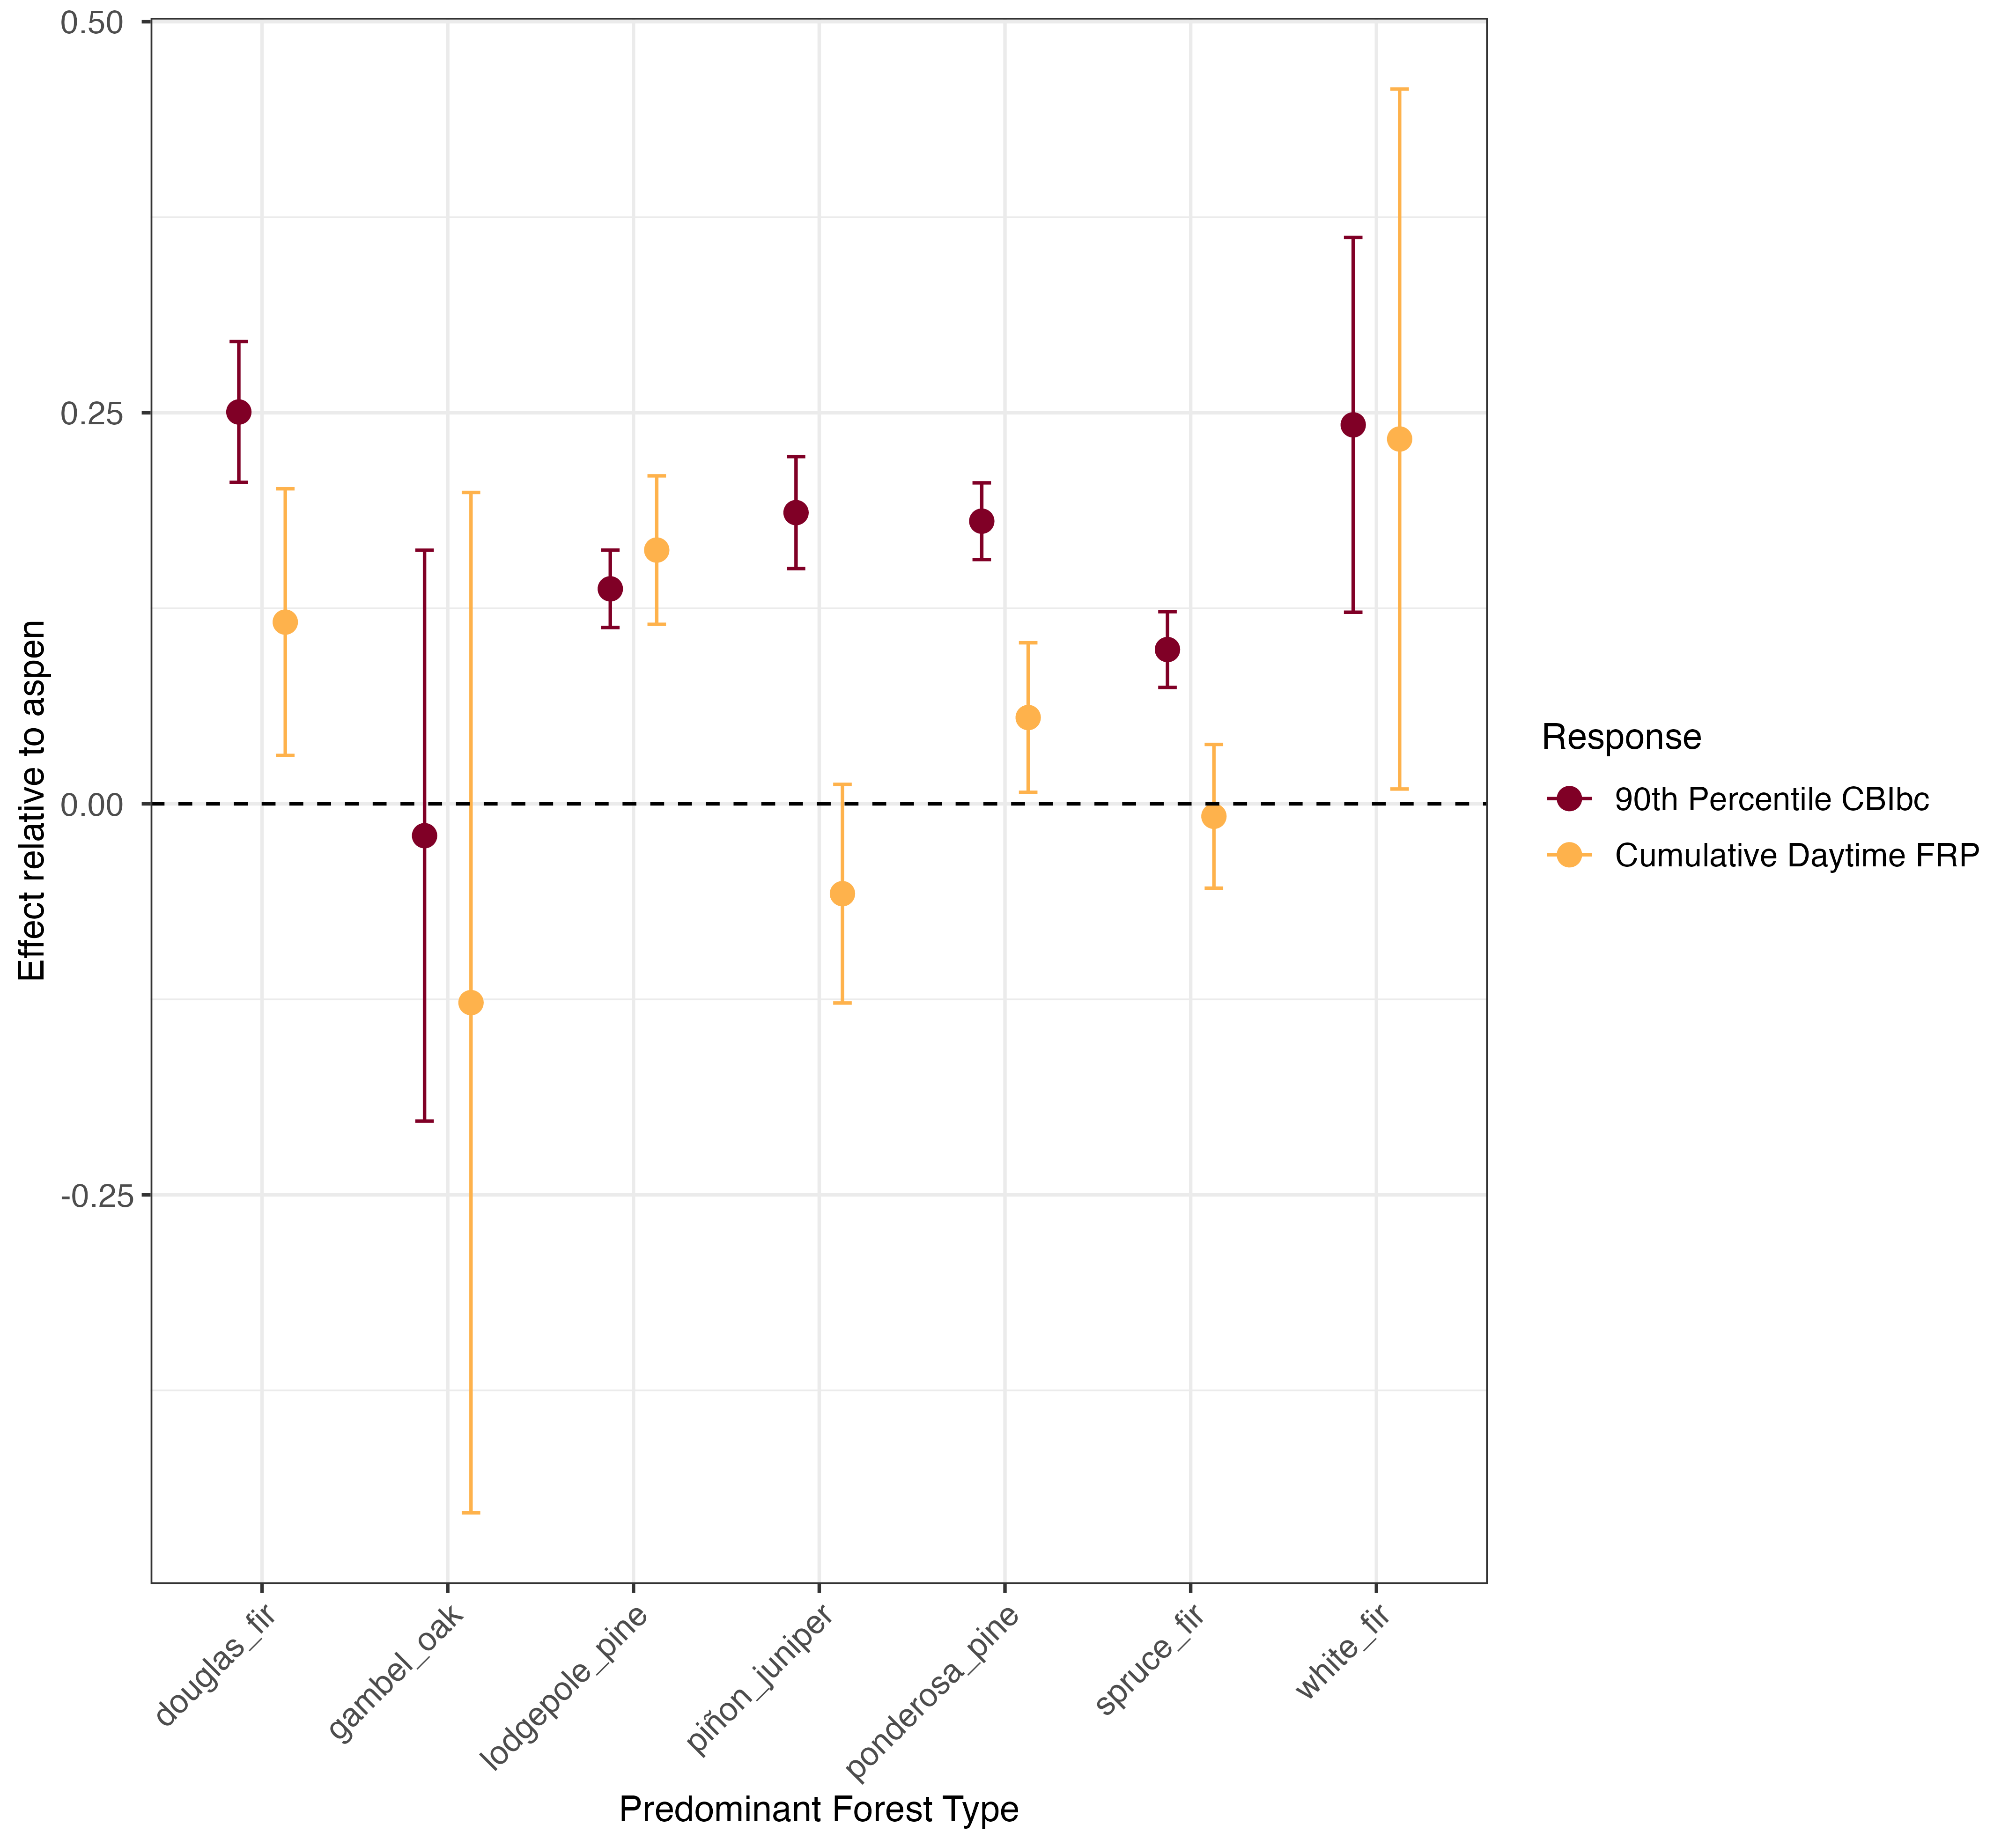 0.50
0.25
0.00
-0.25
Effect relative to aspen
douglas_fir
gambel_oak
lodgepole_pine
piñon_juniper
ponderosa_pine
spruce_fir
white_fir
Predominant Forest Type
Response
90th Percentile CBIbc
Cumulative Daytime FRP